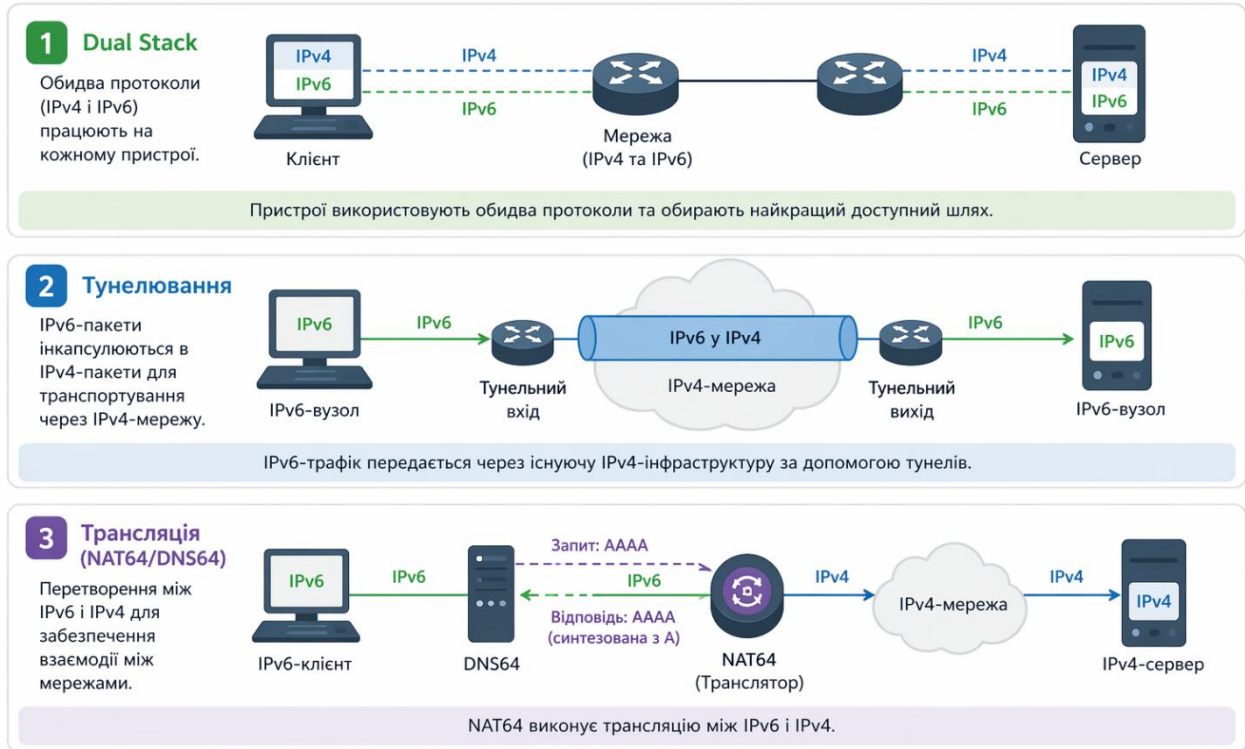 1 Dual Stack
Обидва протоколи
(IPv4 і IPv6)
працюють на
кожному пристрої.
IPv4
IPv6
Клієнт
IPv4
IPv6
Мережа
(IPv4 та IPv6)
IPv4
IPv6
IPv4
IPv6
Сервер
Пристрої використовують обидва протоколи та обирають найкращий доступний шлях.
2 Тунелювання
IPv6-пакети
інкапсулюються в
IPv4-пакети для
транспортування
через IPv4-мережу.
IPv6
IPv6-вузол
IPv6
Тунельний
вхід
IPv6 у IPv4
IPv4-мережа
Тунельний
вихід
IPv6
IPv6
IPv6-вузол
IPv6-трафік передається через існуючу IPv4-інфраструктуру за допомогою тунелів.
3 Трансляція
(NAT64/DNS64)
Перетворення між
IPv6 і IPv4 для
забезпечення
взаємодії між
мережами.
IPv6
IPv6-клієнт
IPv6
DNS64
Запит: AAAA
IPv6
Відповідь: AAAA
(синтезована з A)
NAT64
(Транслятор)
IPv4
IPv4-мережа
IPv4
IPv4
IPv4-сервер
NAT64 виконує трансляцію між IPv6 і IPv4.